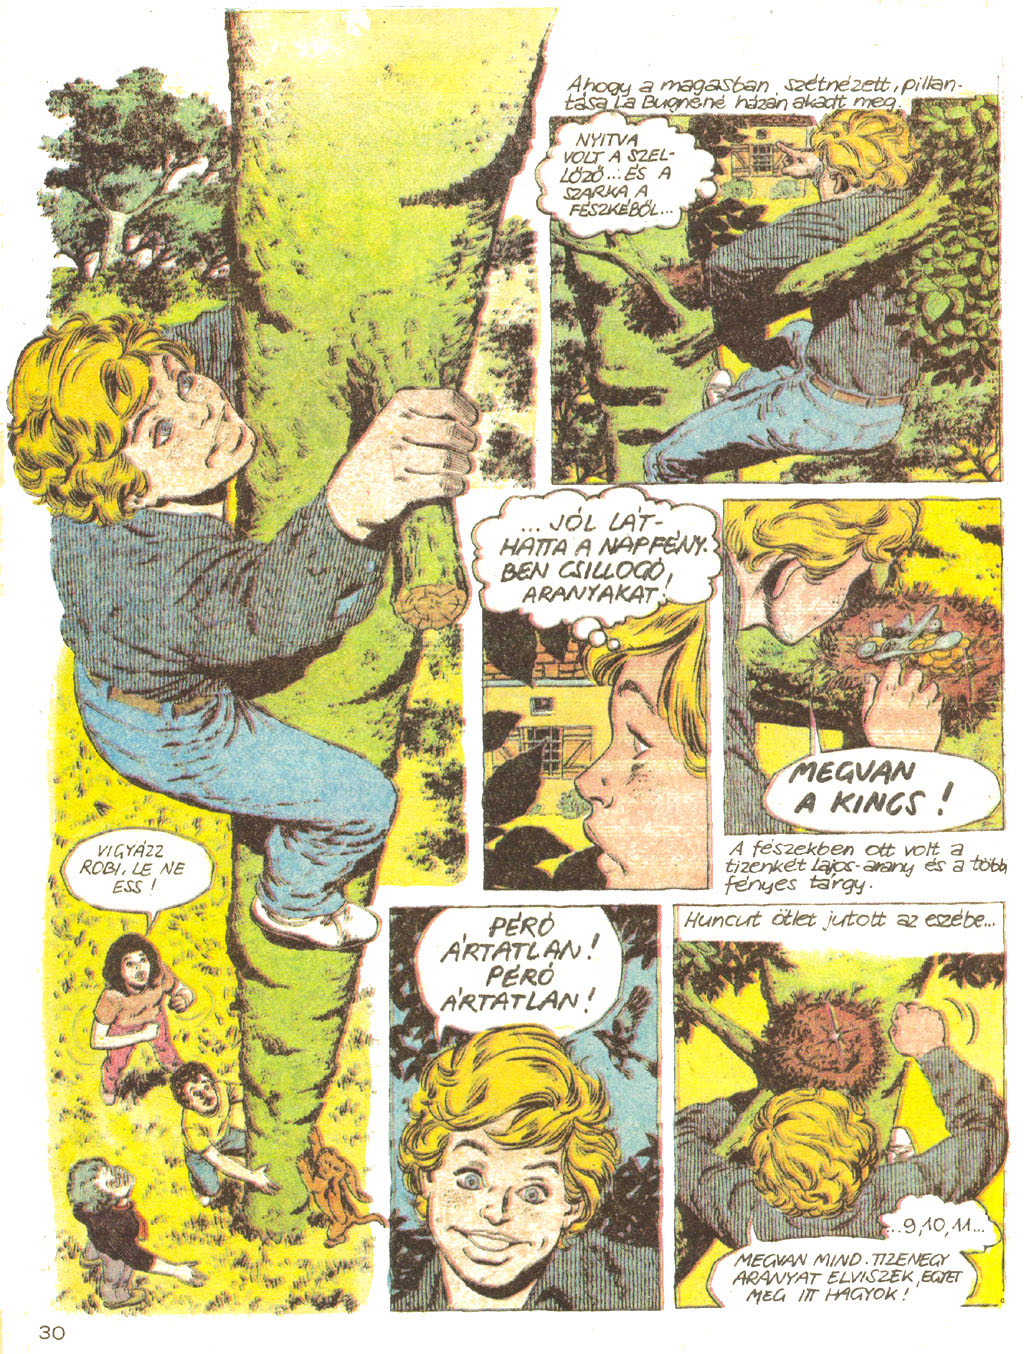 VIGYÁZZ
ROBI, LE NE
ESS!
Ahogy a magasban szétnézett, pillan-
tása La Bugnéné házán akadt meg.
NYITVA
VOLT A SZEL-
LŐZŐ... ÉS A
SZARKA A
FÉSZKÉBŐL...
... JÓL LÁT-
HATTA A NAPFÉNY-
BEN CSILLOGÓ
ARANYAKAT!
MEGVAN
A KINCS!
A fészekben ott volt a
tizenkét Lajos-arany és a több
fényes tárgy.
PÉRÓ
ÁRTATLAN!
PÉRÓ
ÁRTATLAN!
Huncut ötlet jutott az eszébe...
...9, 10, 11...
MEGVAN MIND. TIZENEGY
ARANYAT ELVISZEK, EGYET
MEG ITT HAGYOK!
30